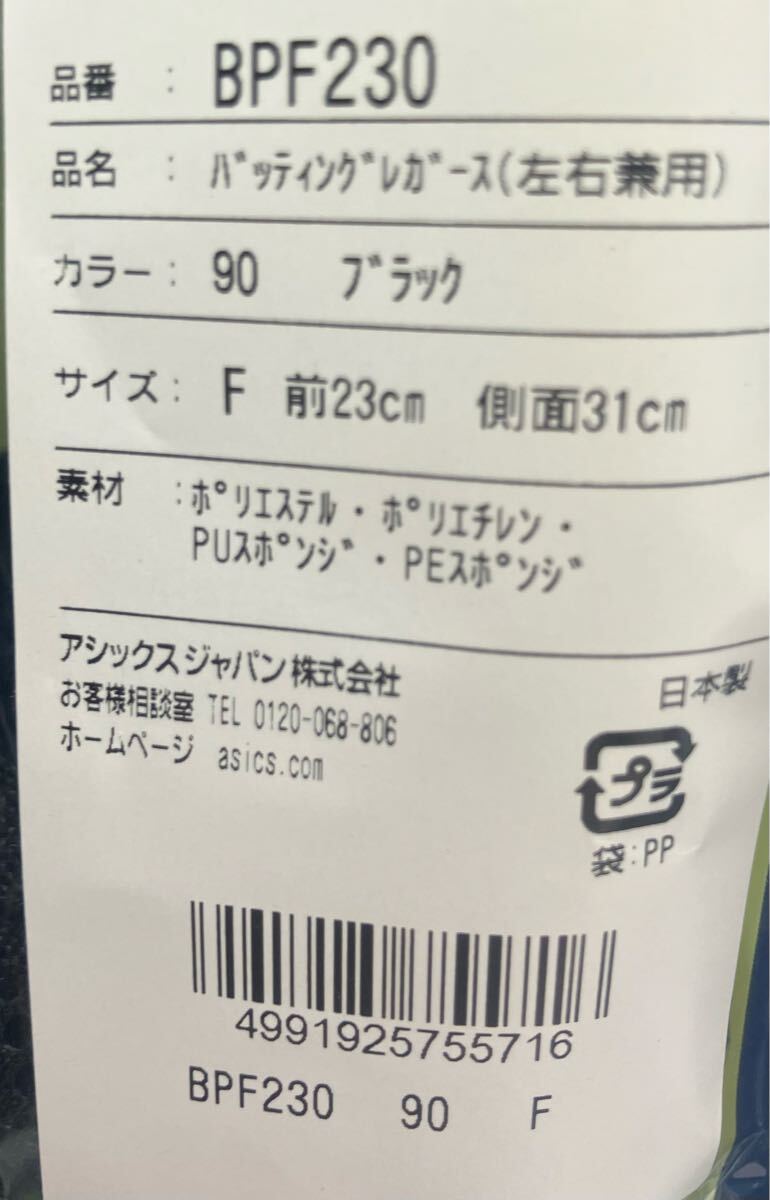 品番 : BPF230
品名 : ﾊﾞｯﾃｨﾝｸﾞﾚｶﾞｰｽ(左右兼用)
カラー: 90 ﾌﾞﾗｯｸ
サイズ: F 前23cm 側面31cm
素材 :ﾎﾟﾘｴｽﾃﾙ・ﾎﾟﾘｴﾁﾚﾝ・
PUｽﾎﾟﾝｼﾞ・PEｽﾎﾟﾝｼﾞ
アシックスジャパン株式会社
お客様相談室 TEL 0120-068-806
ホームページ asics.com
日本製
プラ
袋:PP
4991925755716
BPF230 90 F